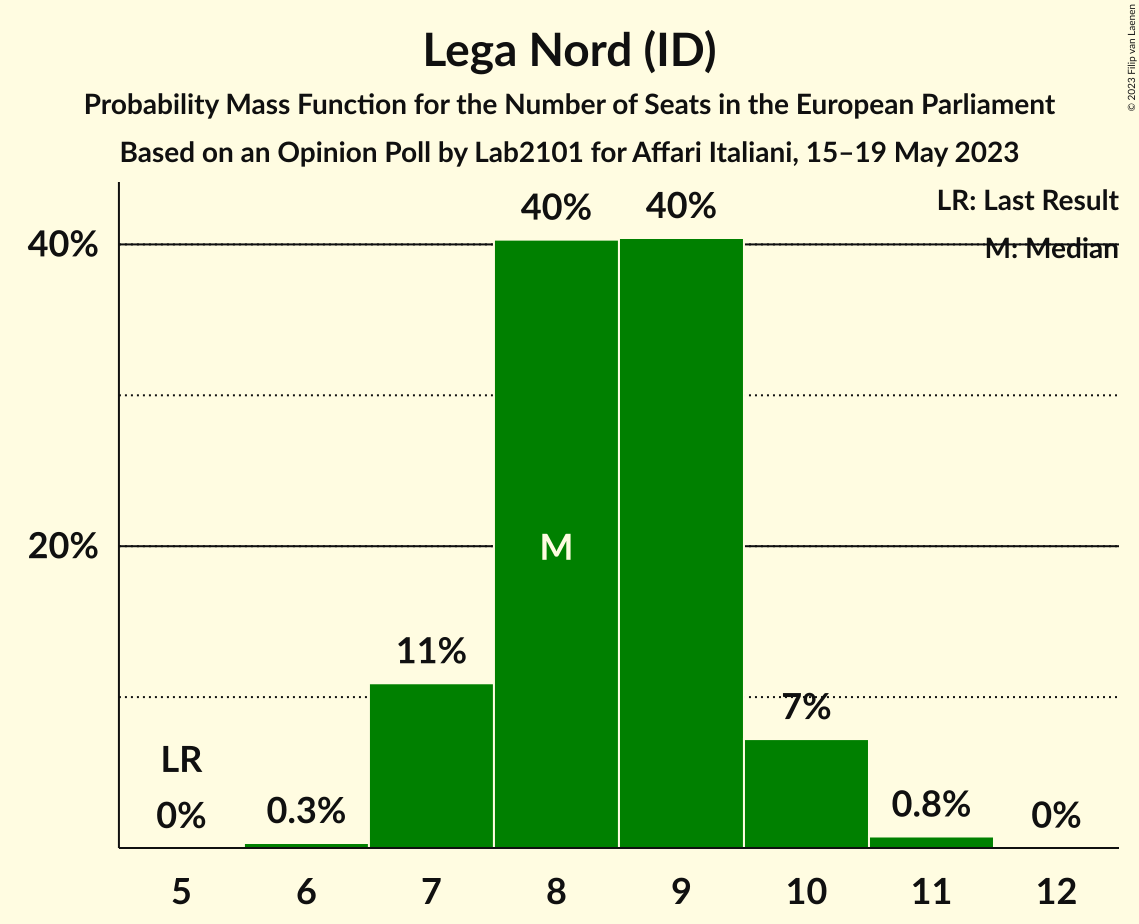 Lega Nord (ID)
Probability Mass Function for the Number of Seats in the European Parliament
Based on an Opinion Poll by Lab2101 for Affari Italiani, 15–19 May 2023
© 2023 Filip van Laenen
LR: Last Result
M: Median
40%
20%
40%
40%
M
11%
7%
LR
0%
0.3%
0.8%
0%
5
6
7
8
9
10
11
12